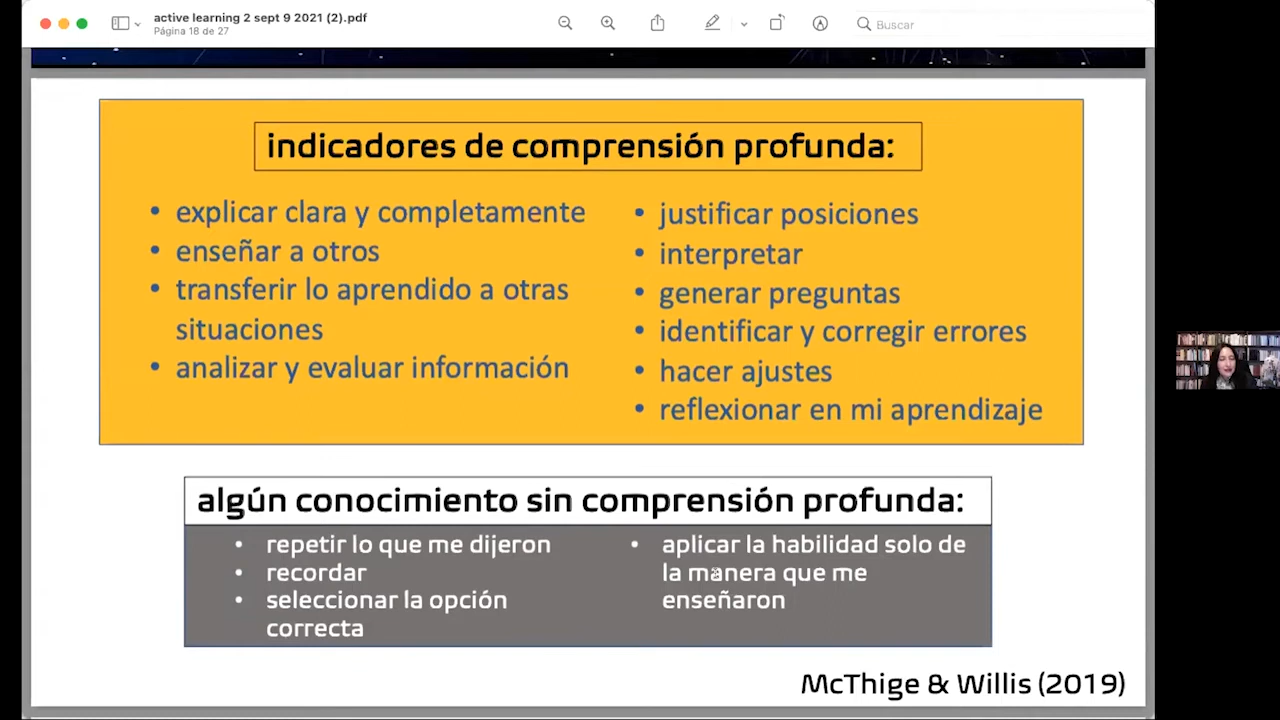 active learning 2 sept 9 2021 (2).pdf
Página 18 de 27
Buscar
indicadores de comprensión profunda:
• explicar clara y completamente
• enseñar a otros
• transferir lo aprendido a otras
situaciones
• analizar y evaluar información
• justificar posiciones
• interpretar
• generar preguntas
• identificar y corregir errores
• hacer ajustes
• reflexionar en mi aprendizaje
algún conocimiento sin comprensión profunda:
• repetir lo que me dijeron
• recordar
• seleccionar la opción
correcta
• aplicar la habilidad solo de
la manera que me
enseñaron
McThige & Willis (2019)